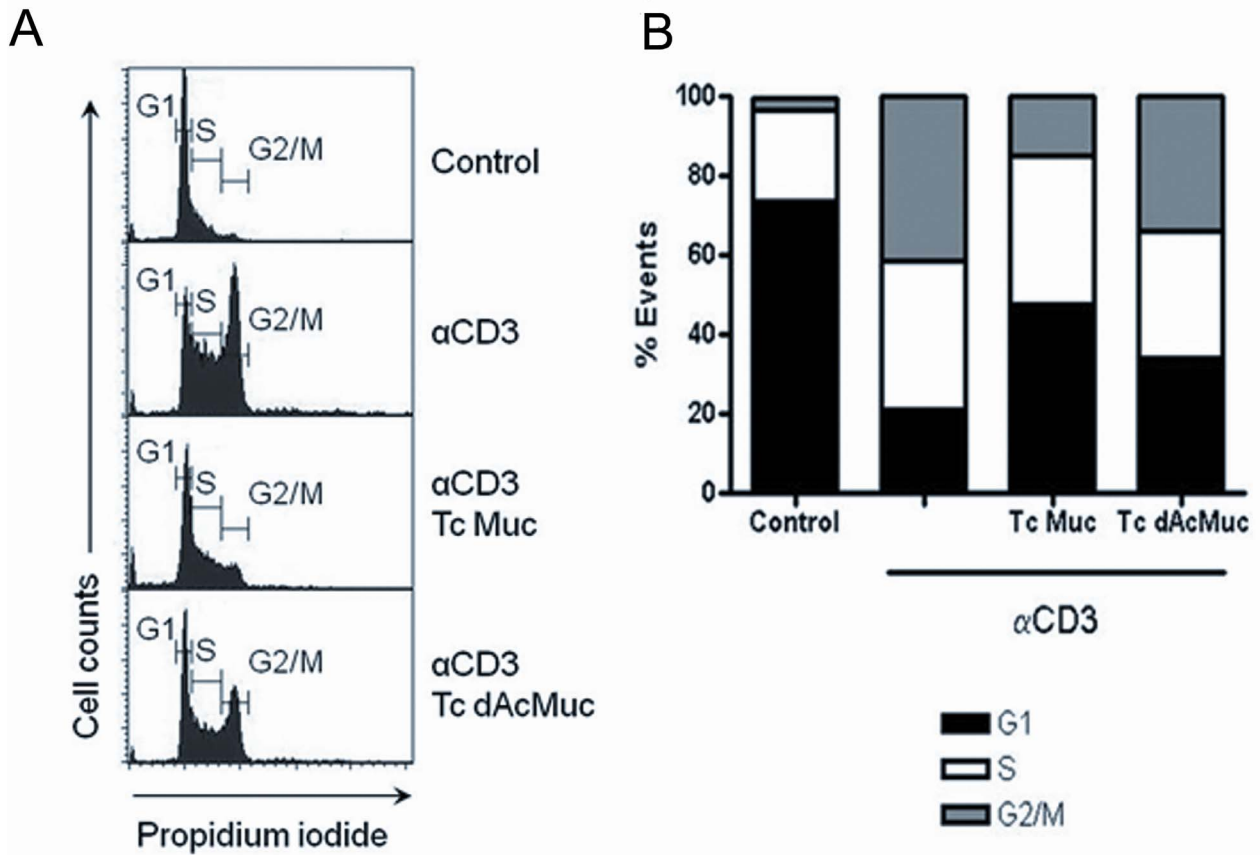 A
Cell counts
G1
S
G2/M
Control
G1
S
G2/M
αCD3
G1
S
G2/M
αCD3
Tc Muc
G1
S
G2/M
αCD3
Tc dAcMuc
Propidium iodide
B
% Events
100
80
60
40
20
0
Control
Tc Muc
Tc dAcMuc
αCD3
G1
S
G2/M